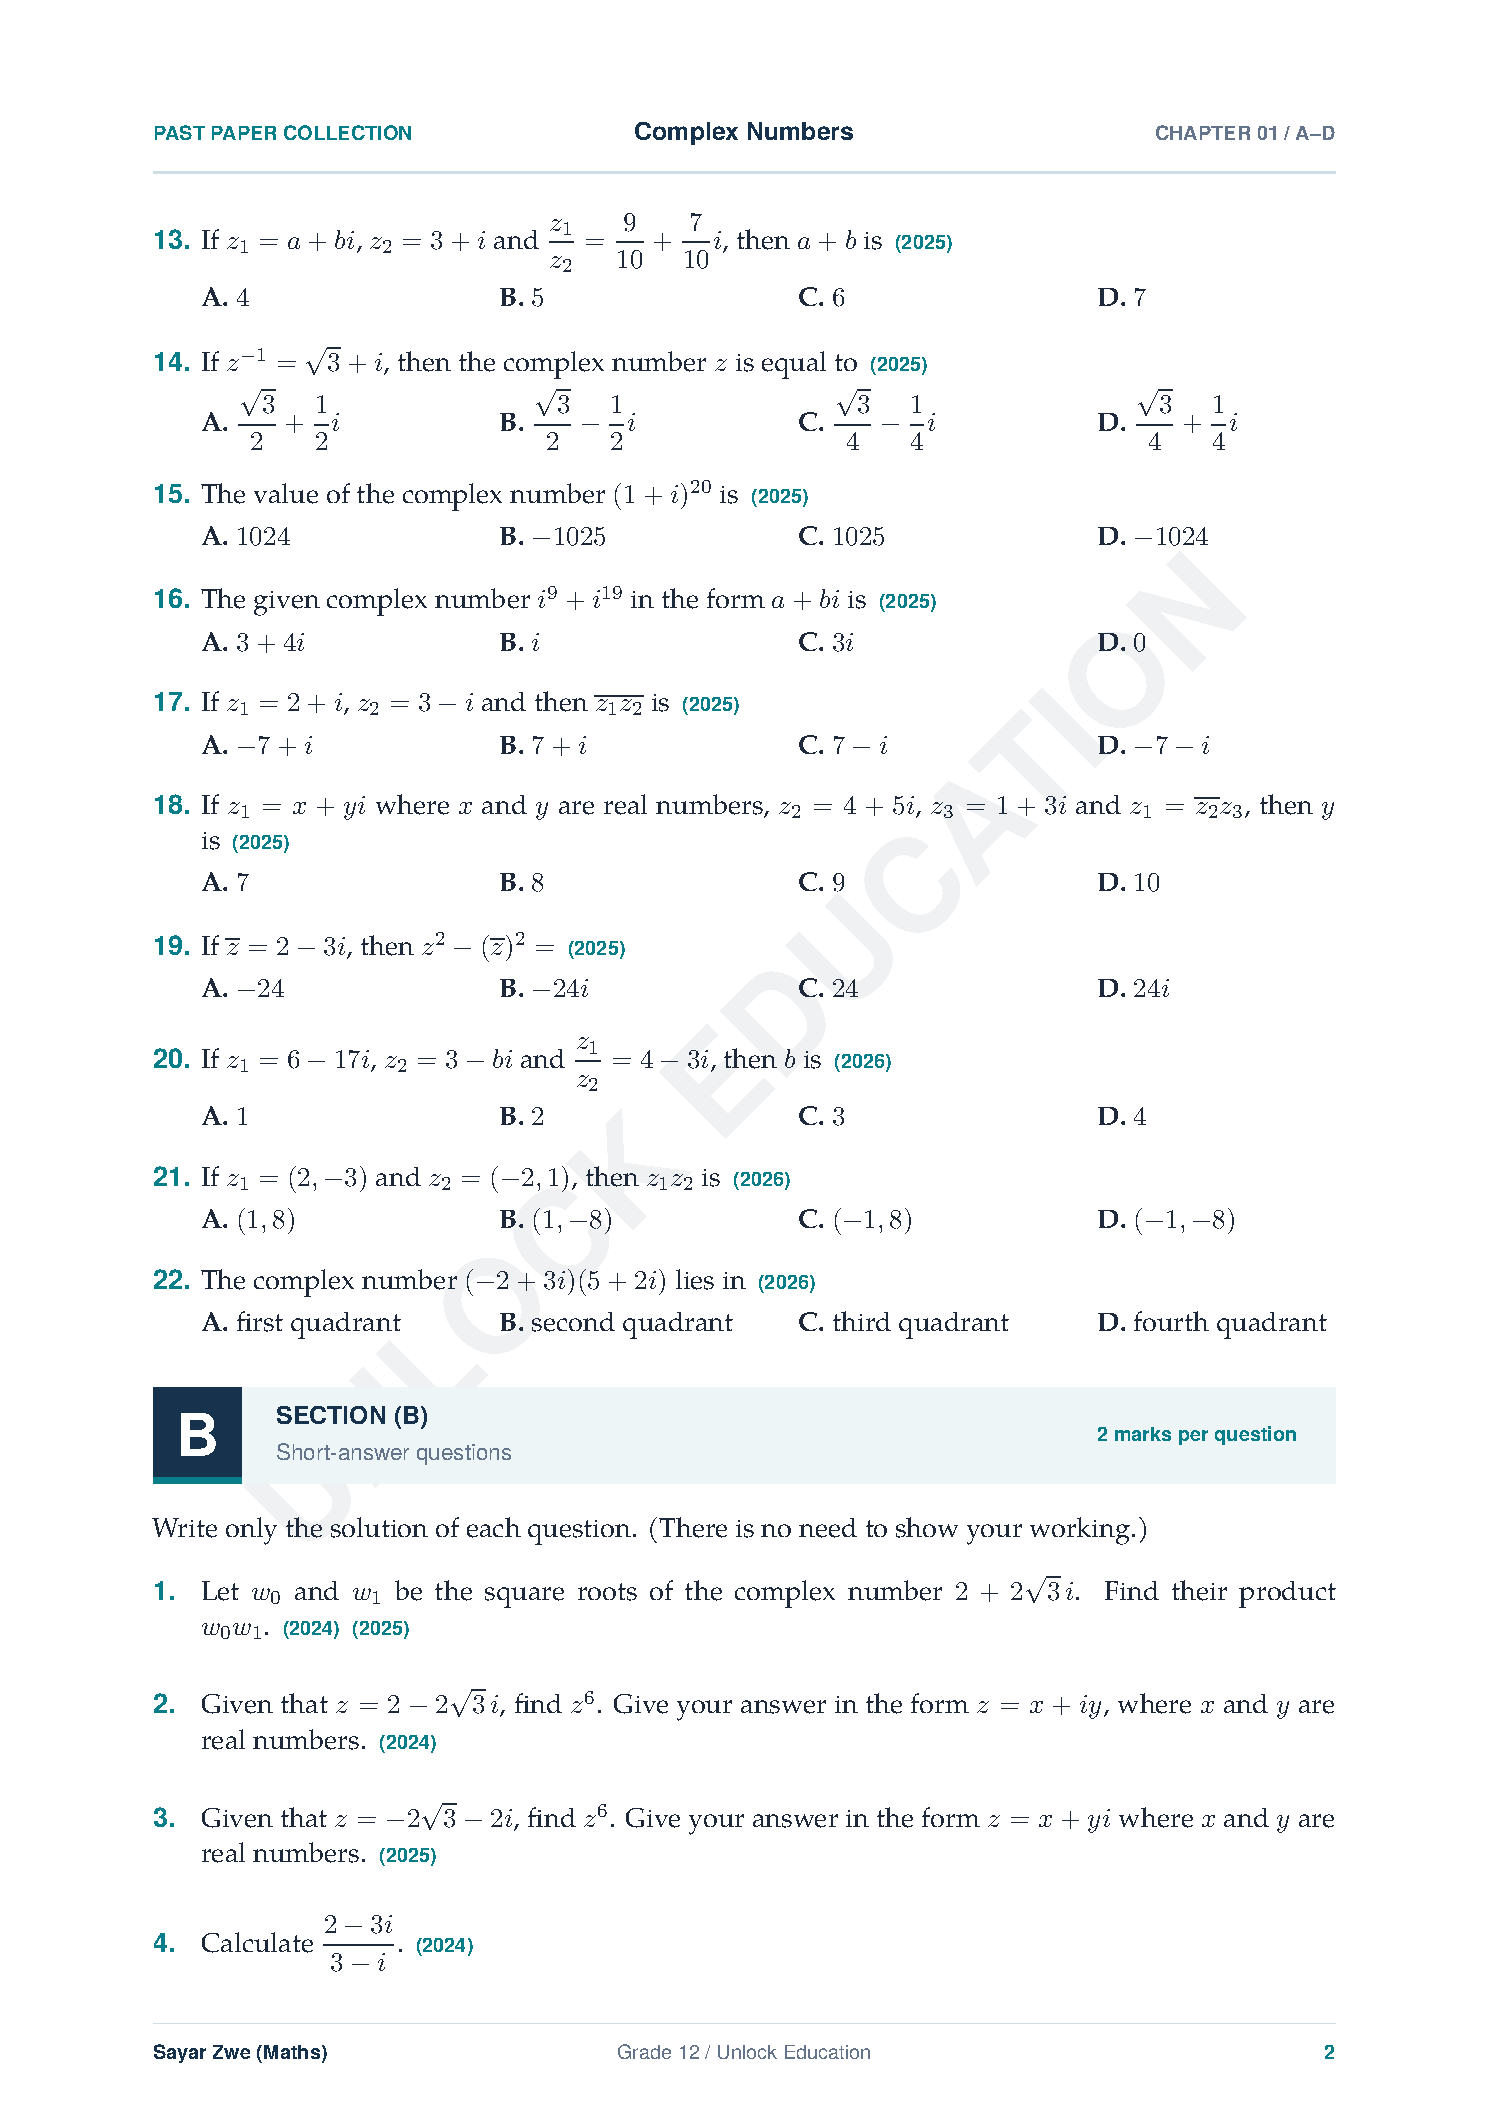 PAST PAPER COLLECTION Complex Numbers CHAPTER 01 / A–D
13. If z₁ = a + bi, z₂ = 3 + i and z₁/z₂ = 9/10 + 7/10 i, then a + b is (2025)
A. 4 B. 5 C. 6 D. 7
14. If z⁻¹ = √3 + i, then the complex number z is equal to (2025)
A. √3/2 + 1/2 i B. √3/2 − 1/2 i C. √3/4 − 1/4 i D. √3/4 + 1/4 i
15. The value of the complex number (1 + i)²⁰ is (2025)
A. 1024 B. −1025 C. 1025 D. −1024
16. The given complex number i⁹ + i¹⁹ in the form a + bi is (2025)
A. 3 + 4i B. i C. 3i D. 0
17. If z₁ = 2 + i, z₂ = 3 − i and then z̅₁z̅₂ is (2025)
A. −7 + i B. 7 + i C. 7 − i D. −7 − i
18. If z₁ = x + yi where x and y are real numbers, z₂ = 4 + 5i, z₃ = 1 + 3i and z₁ = z̅₂z₃, then y
is (2025)
A. 7 B. 8 C. 9 D. 10
19. If z̅ = 2 − 3i, then z² − (z̅)² = (2025)
A. −24 B. −24i C. 24 D. 24i
20. If z₁ = 6 − 17i, z₂ = 3 − bi and z₁/z₂ = 4 − 3i, then b is (2026)
A. 1 B. 2 C. 3 D. 4
21. If z₁ = (2, −3) and z₂ = (−2, 1), then z₁z₂ is (2026)
A. (1, 8) B. (1, −8) C. (−1, 8) D. (−1, −8)
22. The complex number (−2 + 3i)(5 + 2i) lies in (2026)
A. first quadrant B. second quadrant C. third quadrant D. fourth quadrant
UNLOCK EDUCATION
B SECTION (B)
Short-answer questions
2 marks per question
Write only the solution of each question. (There is no need to show your working.)
1. Let w₀ and w₁ be the square roots of the complex number 2 + 2√3 i. Find their product
w₀w₁. (2024) (2025)
2. Given that z = 2 − 2√3 i, find z⁶. Give your answer in the form z = x + iy, where x and y are
real numbers. (2024)
3. Given that z = −2√3 − 2i, find z⁶. Give your answer in the form z = x + yi where x and y are
real numbers. (2025)
4. Calculate (2 − 3i)/(3 − i). (2024)
Sayar Zwe (Maths) Grade 12 / Unlock Education 2